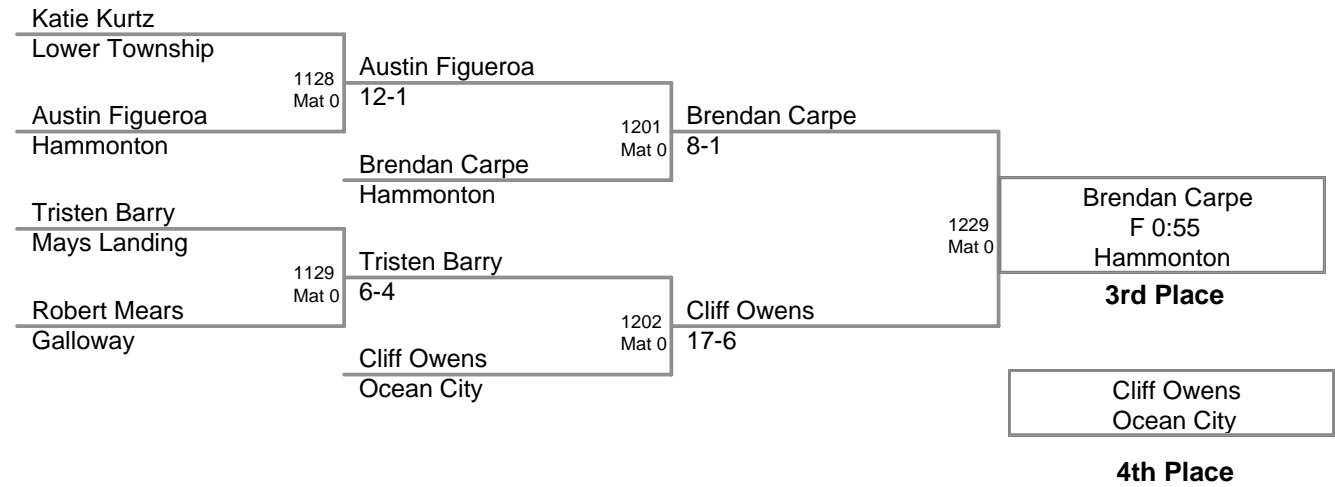 Katie Kurtz
Lower Township
1128
Mat 0
Austin Figueroa
12-1
Austin Figueroa
Hammonton
1201
Mat 0
Brendan Carpe
8-1
Brendan Carpe
Hammonton
Tristen Barry
Mays Landing
1129
Mat 0
Tristen Barry
6-4
Robert Mears
Galloway
1202
Mat 0
Cliff Owens
17-6
Cliff Owens
Ocean City
1229
Mat 0
Brendan Carpe
F 0:55
Hammonton
3rd Place
Cliff Owens
Ocean City
4th Place